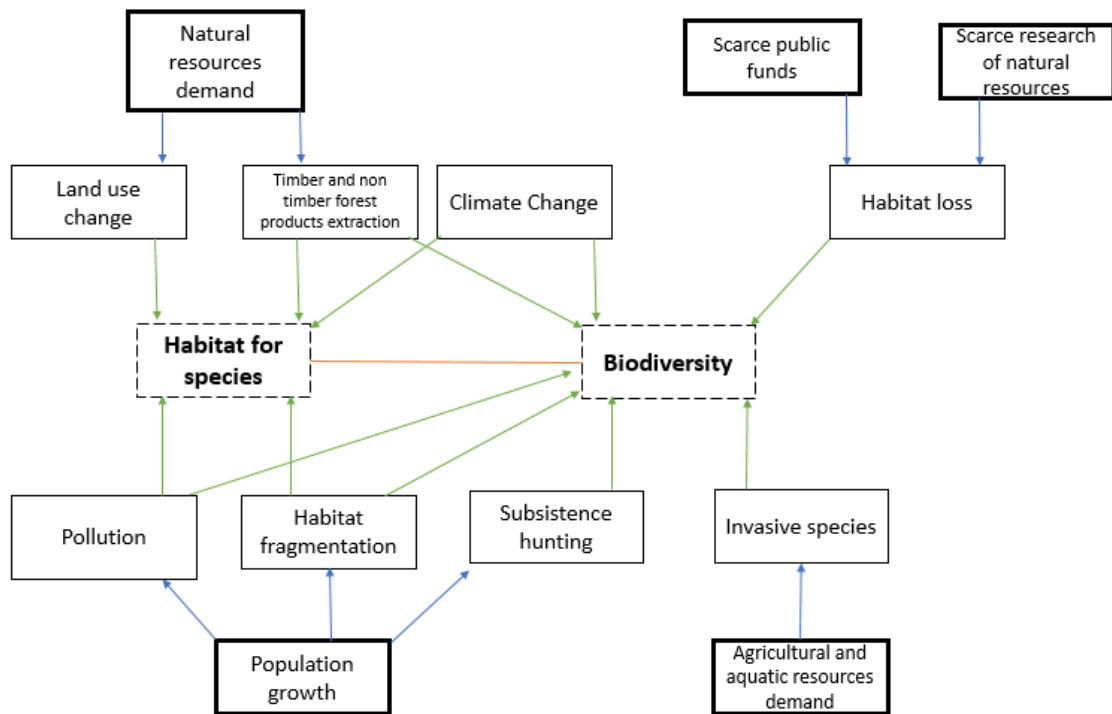 Natural
resources
demand
Scarce public
funds
Scarce research
of natural
resources
Land use
change
Timber and non
timber forest
products extraction
Climate Change
Habitat loss
Habitat for
species
Biodiversity
Pollution
Habitat
fragmentation
Subsistence
hunting
Invasive species
Population
growth
Agricultural and
aquatic resources
demand